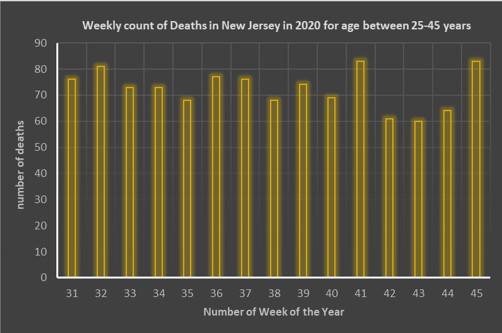 Weekly count of Deaths in New Jersey in 2020 for age between 25-45 years
90
80
70
60
50
40
30
20
10
0
number of deaths
31 32 33 34 35 36 37 38 39 40 41 42 43 44 45
Number of Week of the Year